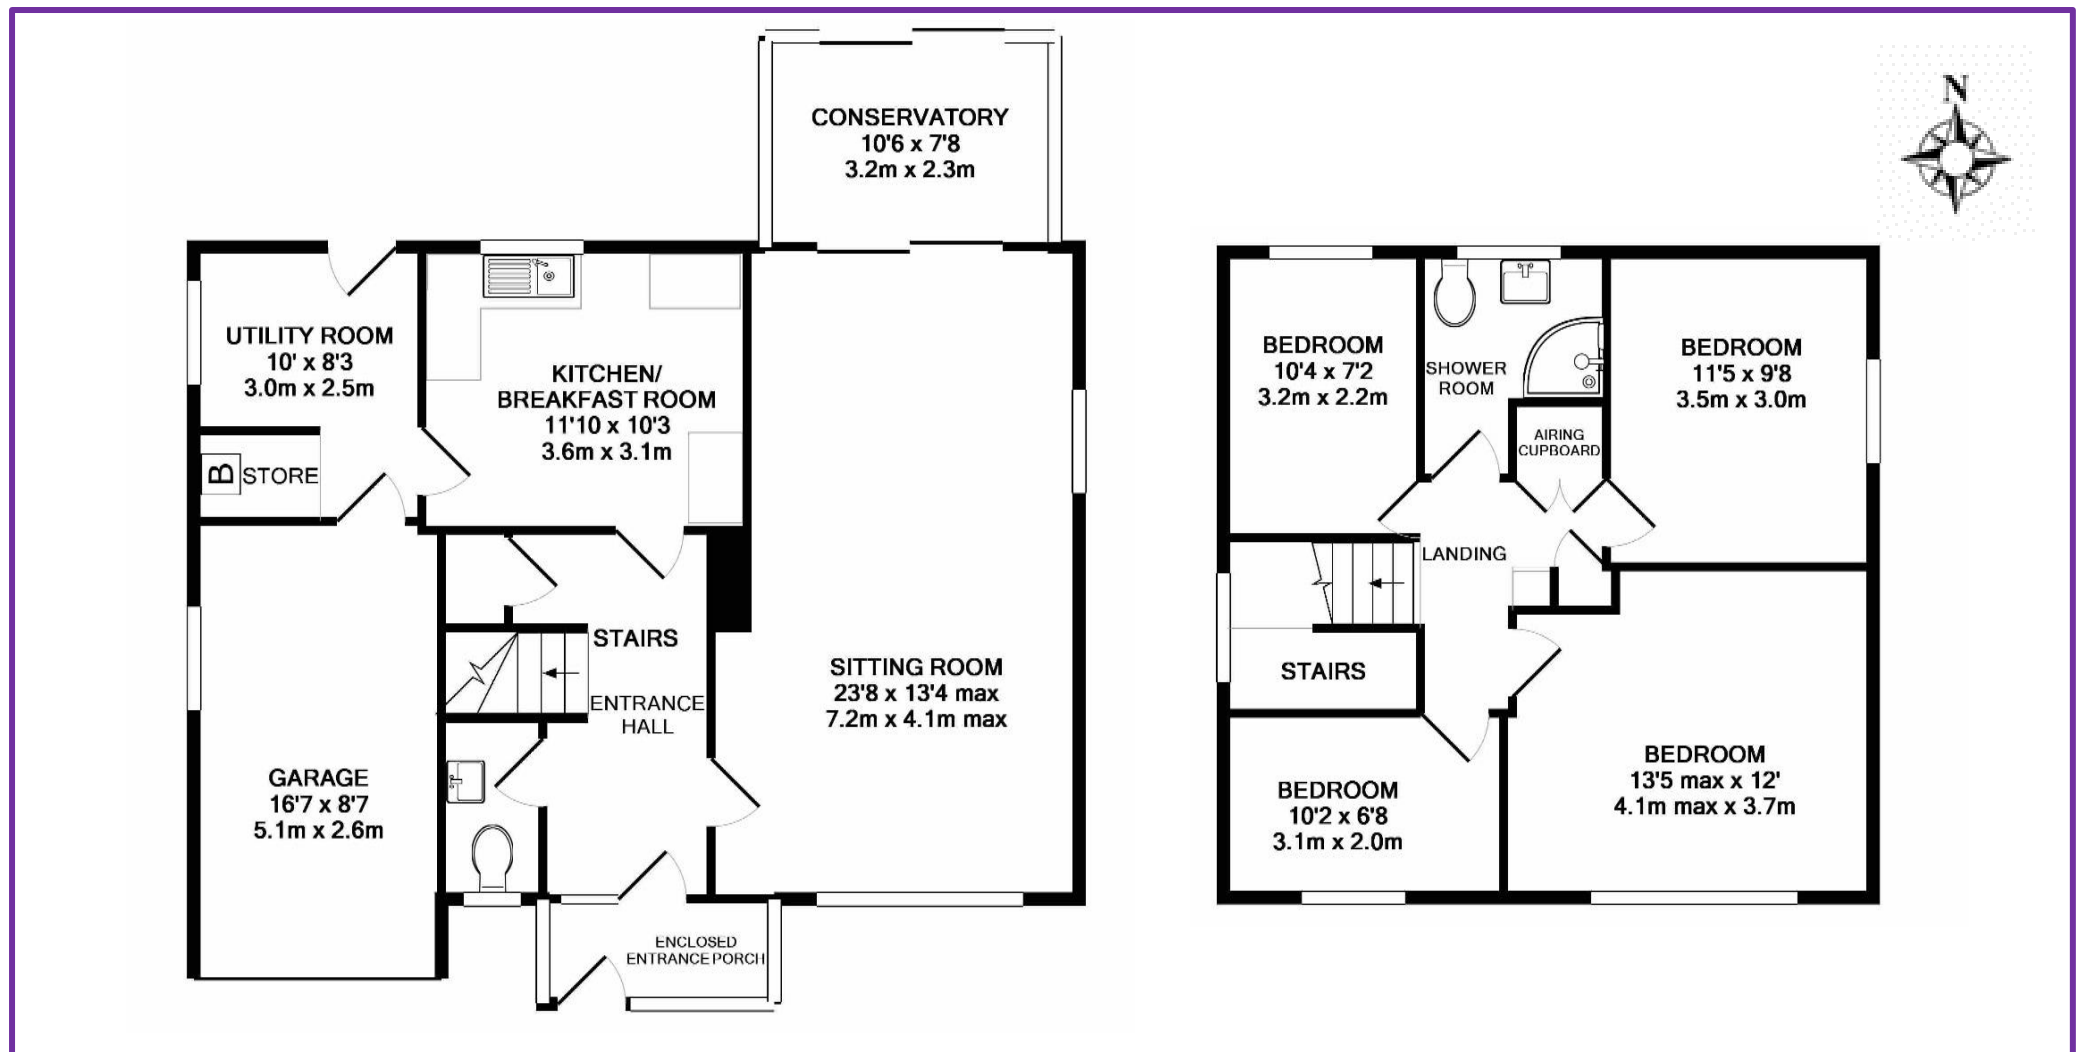 CONSERVATORY
10'6 x 7'8
3.2m x 2.3m
UTILITY ROOM
10' x 8'3
3.0m x 2.5m
KITCHEN/
BREAKFAST ROOM
11'10 x 10'3
3.6m x 3.1m
B
STORE
STAIRS
ENTRANCE
HALL
SITTING ROOM
23'8 x 13'4 max
7.2m x 4.1m max
GARAGE
16'7 x 8'7
5.1m x 2.6m
ENCLOSED
ENTRANCE PORCH
N
BEDROOM
10'4 x 7'2
3.2m x 2.2m
SHOWER
ROOM
AIRING
CUPBOARD
BEDROOM
11'5 x 9'8
3.5m x 3.0m
LANDING
STAIRS
BEDROOM
10'2 x 6'8
3.1m x 2.0m
BEDROOM
13'5 max x 12'
4.1m max x 3.7m